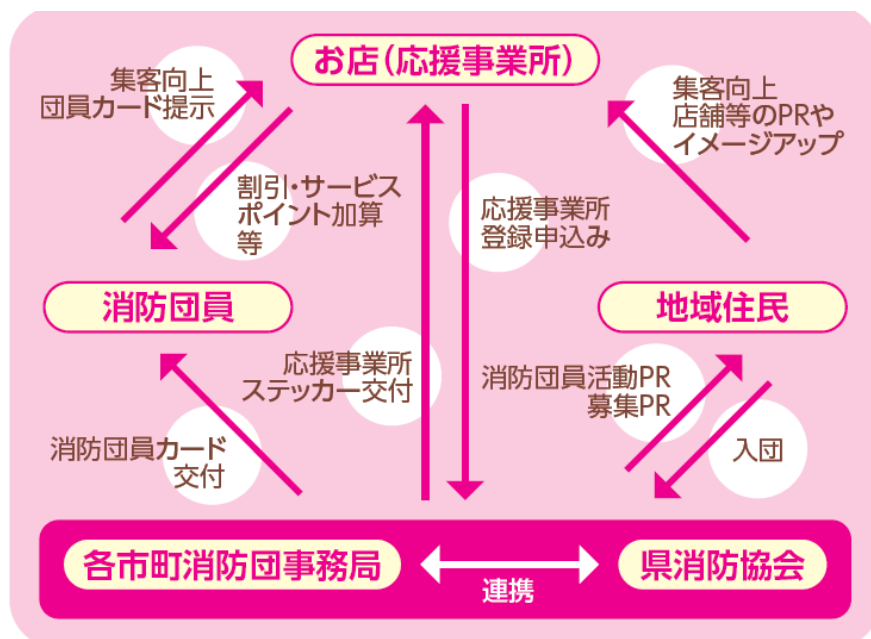 お店（応援事業所）
集客向上
団員カード提示
集客向上
店舗等のPRや
イメージアップ
割引・サービス
ポイント加算
等
応援事業所
登録申込み
消防団員
地域住民
応援事業所
ステッカー交付
消防団員活動PR
募集PR
消防団員カード
交付
入団
各市町消防団事務局
連携
県消防協会